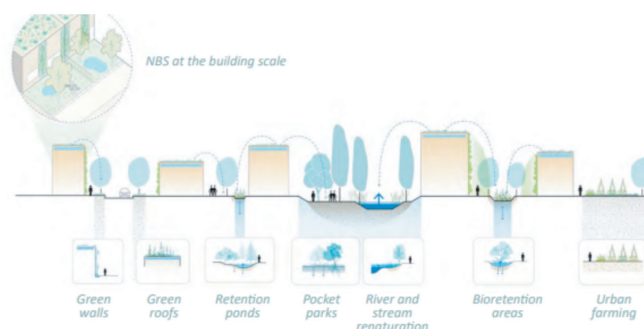 NBS at the building scale
Green
walls
Green
roofs
Retention
ponds
Pocket
parks
River and
stream
renaturation
Bioretention
areas
Urban
farming